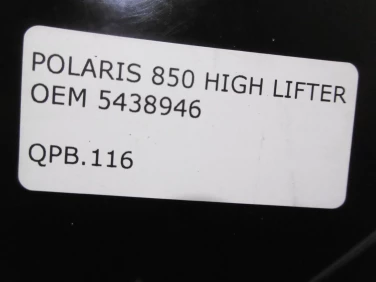 POLARIS 850 HIGH LIFTER
OEM 5438946
QPB.116